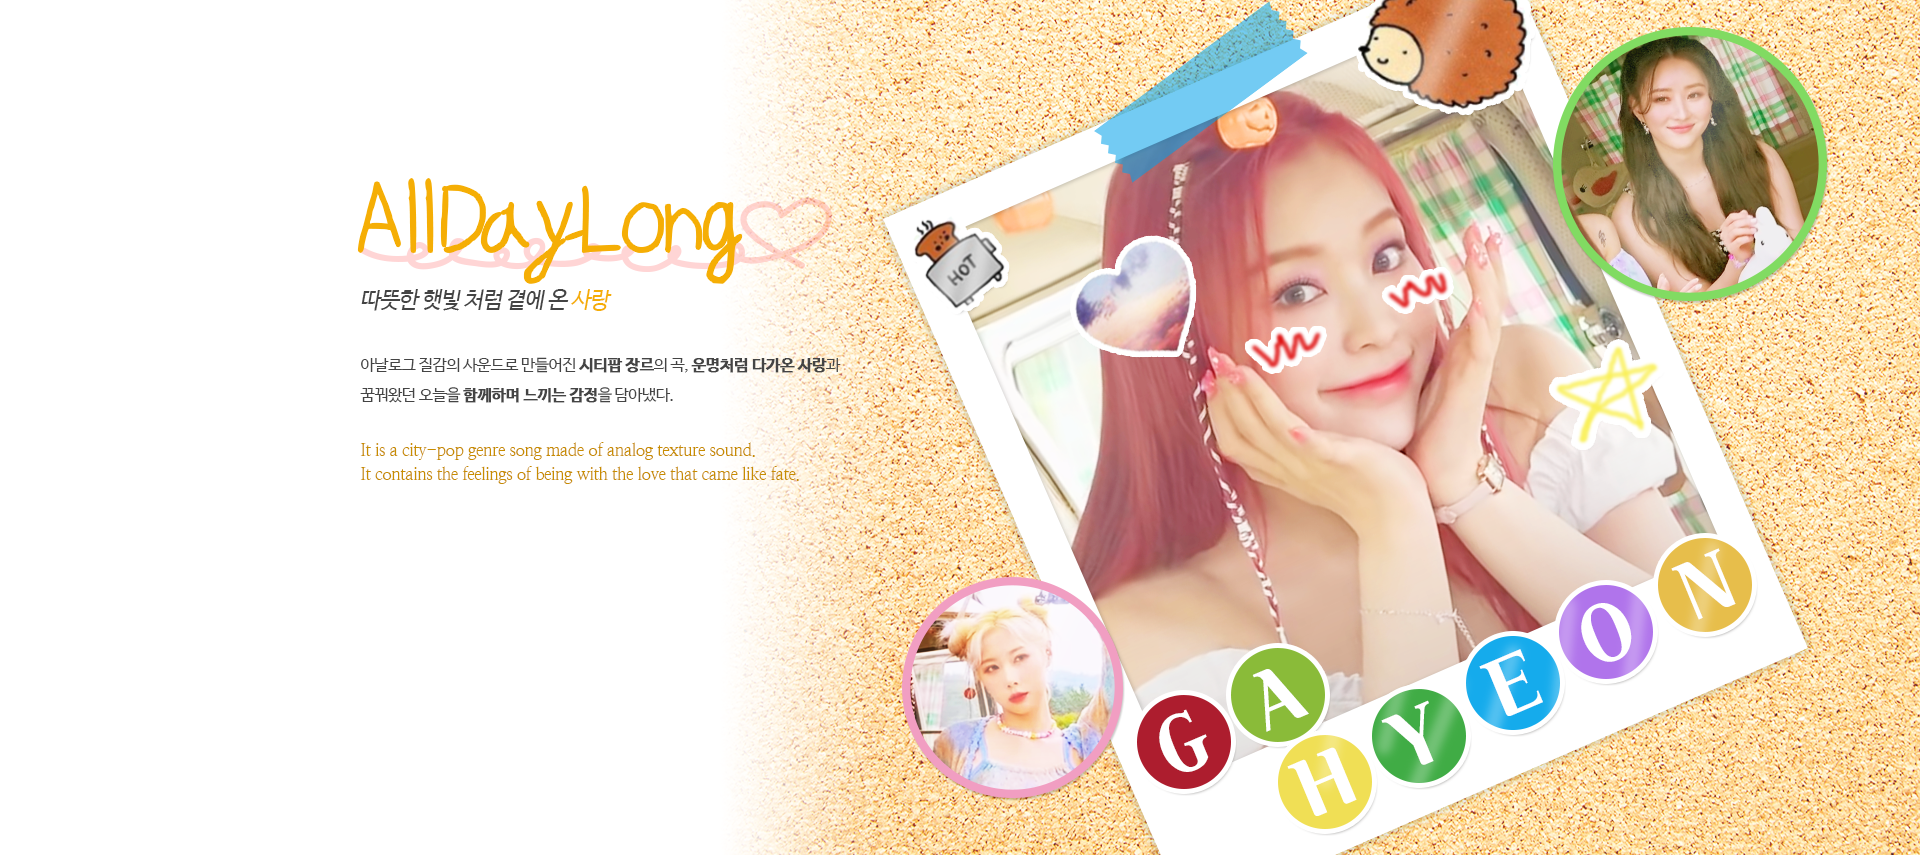 AllDayLong
따뜻한 햇빛 처럼 곁에 온 사랑
아날로그 질감의 사운드로 만들어진 시티팝 장르의 곡, 운명처럼 다가온 사랑과
꿈꿔왔던 오늘을 함께하며 느끼는 감정을 담아냈다.
It is a city-pop genre song made of analog texture sound.
It contains the feelings of being with the love that came like fate.
HOT
GAHYEON